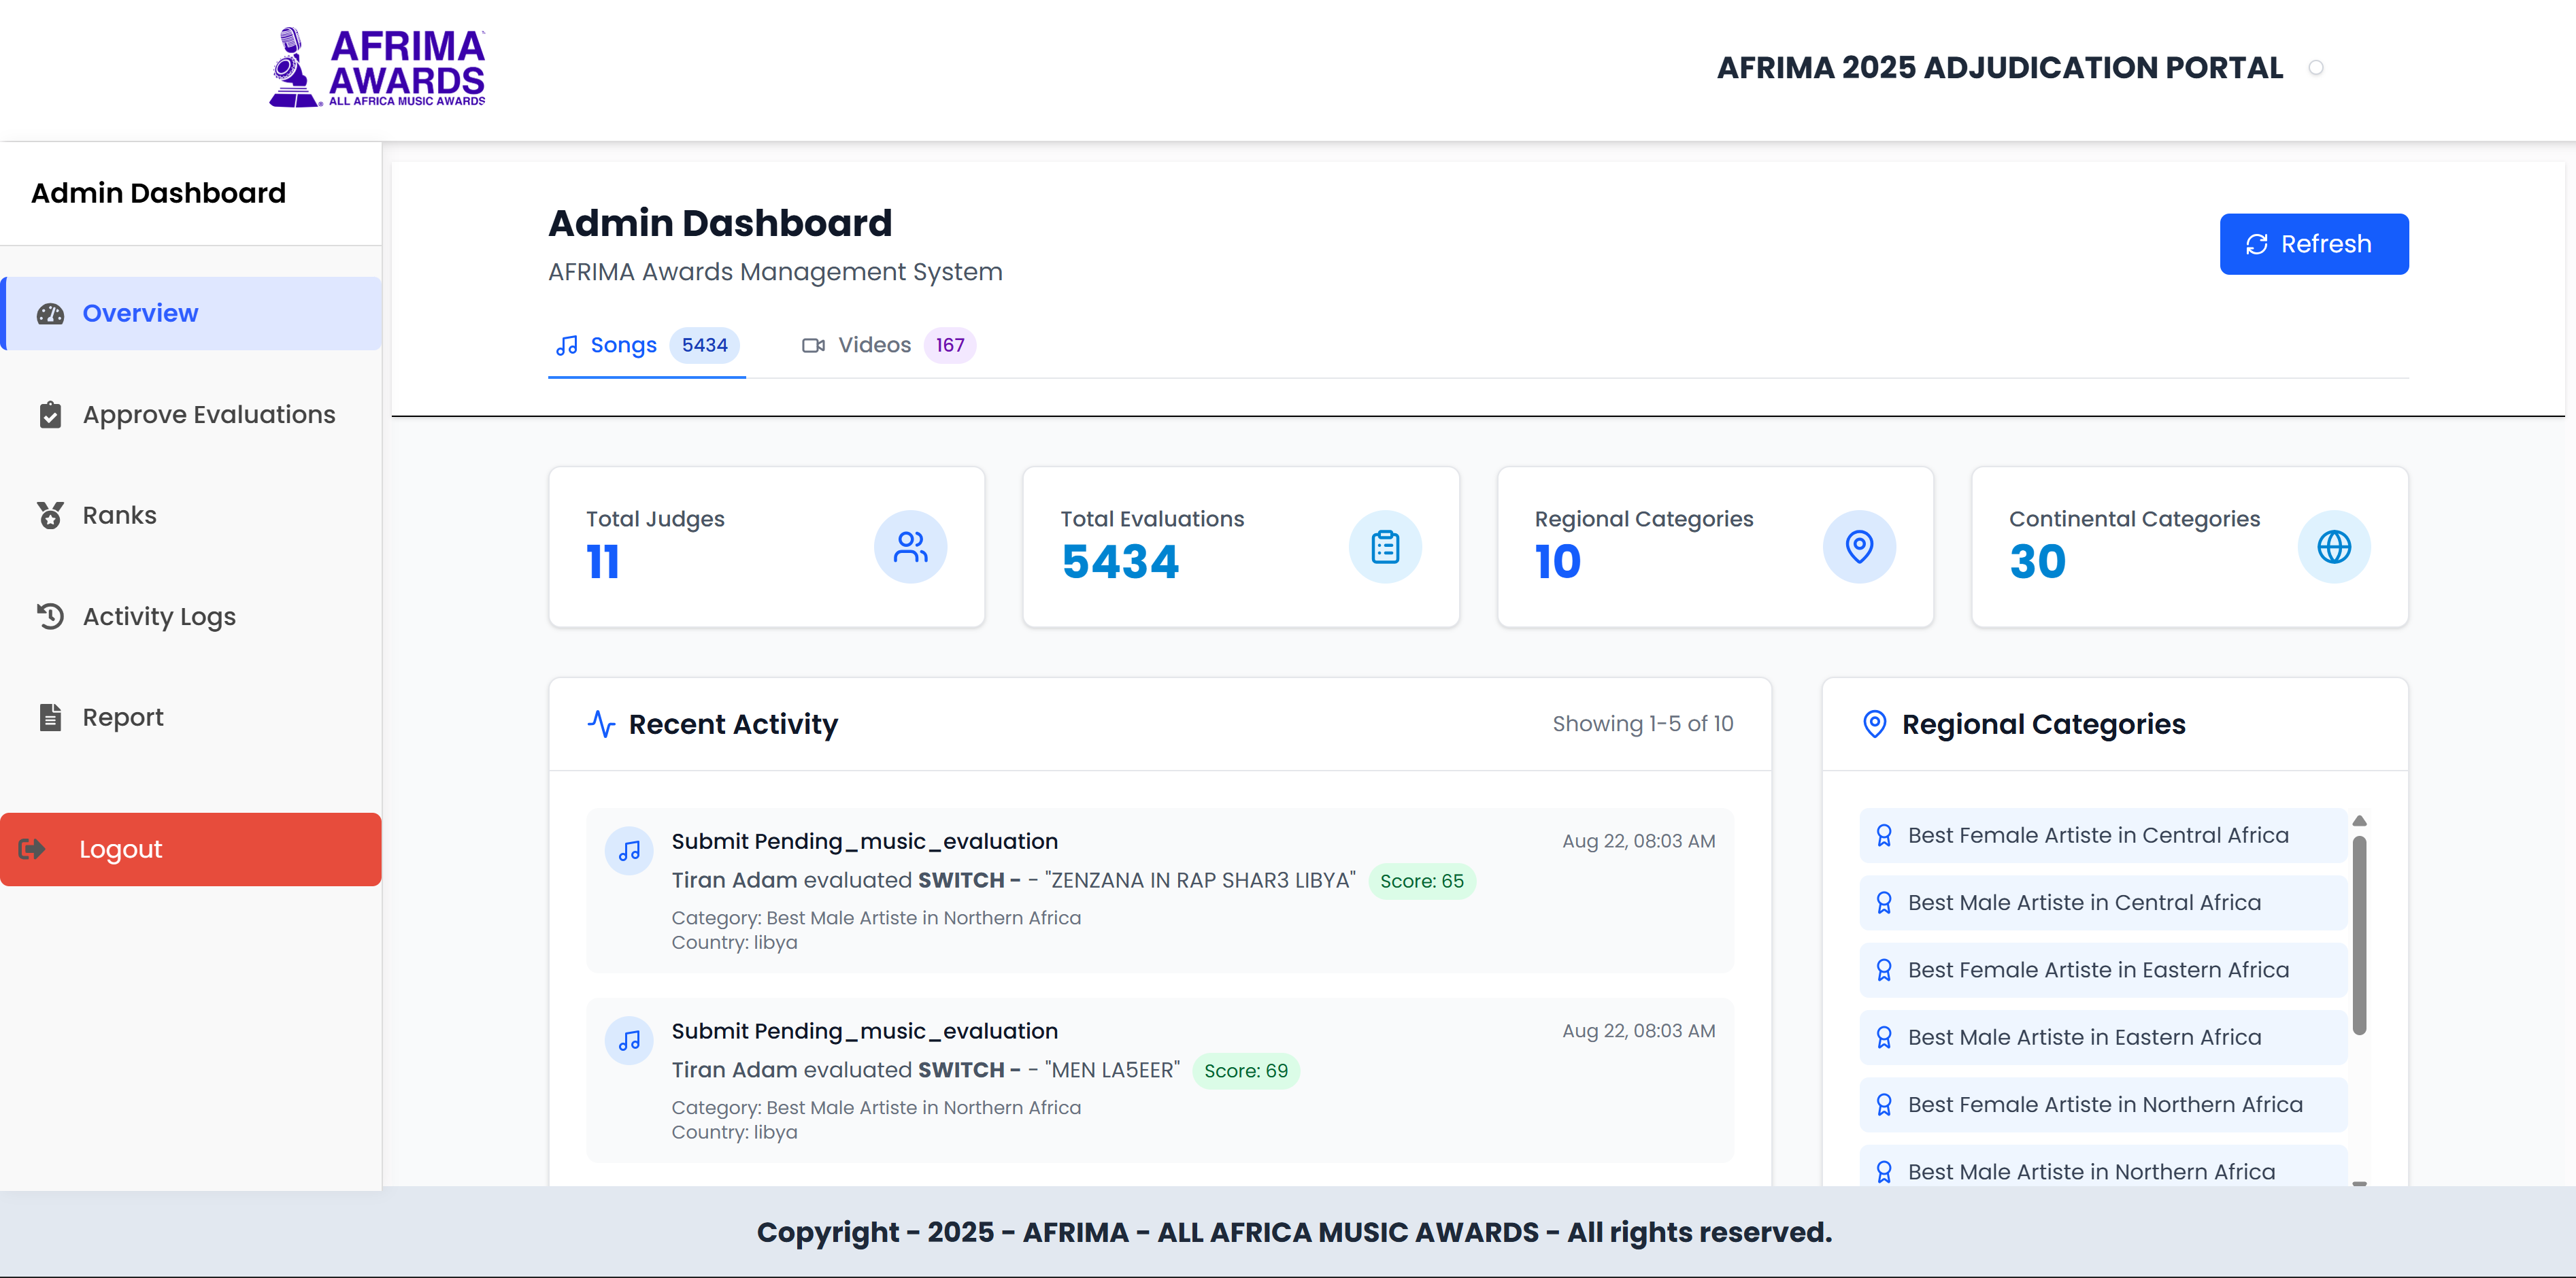 AFRIMA
AWARDS
ALL AFRICA MUSIC AWARDS
AFRIMA 2025 ADJUDICATION PORTAL
Admin Dashboard
Overview
Approve Evaluations
Ranks
Activity Logs
Report
Logout
Admin Dashboard
AFRIMA Awards Management System
Refresh
Songs 5434 Videos 167
Total Judges
11
Total Evaluations
5434
Regional Categories
10
Continental Categories
30
Recent Activity Showing 1-5 of 10
Submit Pending_music_evaluation Aug 22, 08:03 AM
Tiran Adam evaluated SWITCH - - "ZENZANA IN RAP SHAR3 LIBYA" Score: 65
Category: Best Male Artiste in Northern Africa
Country: libya
Submit Pending_music_evaluation Aug 22, 08:03 AM
Tiran Adam evaluated SWITCH - - "MEN LA5EER" Score: 69
Category: Best Male Artiste in Northern Africa
Country: libya
Regional Categories
Best Female Artiste in Central Africa
Best Male Artiste in Central Africa
Best Female Artiste in Eastern Africa
Best Male Artiste in Eastern Africa
Best Female Artiste in Northern Africa
Best Male Artiste in Northern Africa
Copyright - 2025 - AFRIMA - ALL AFRICA MUSIC AWARDS - All rights reserved.